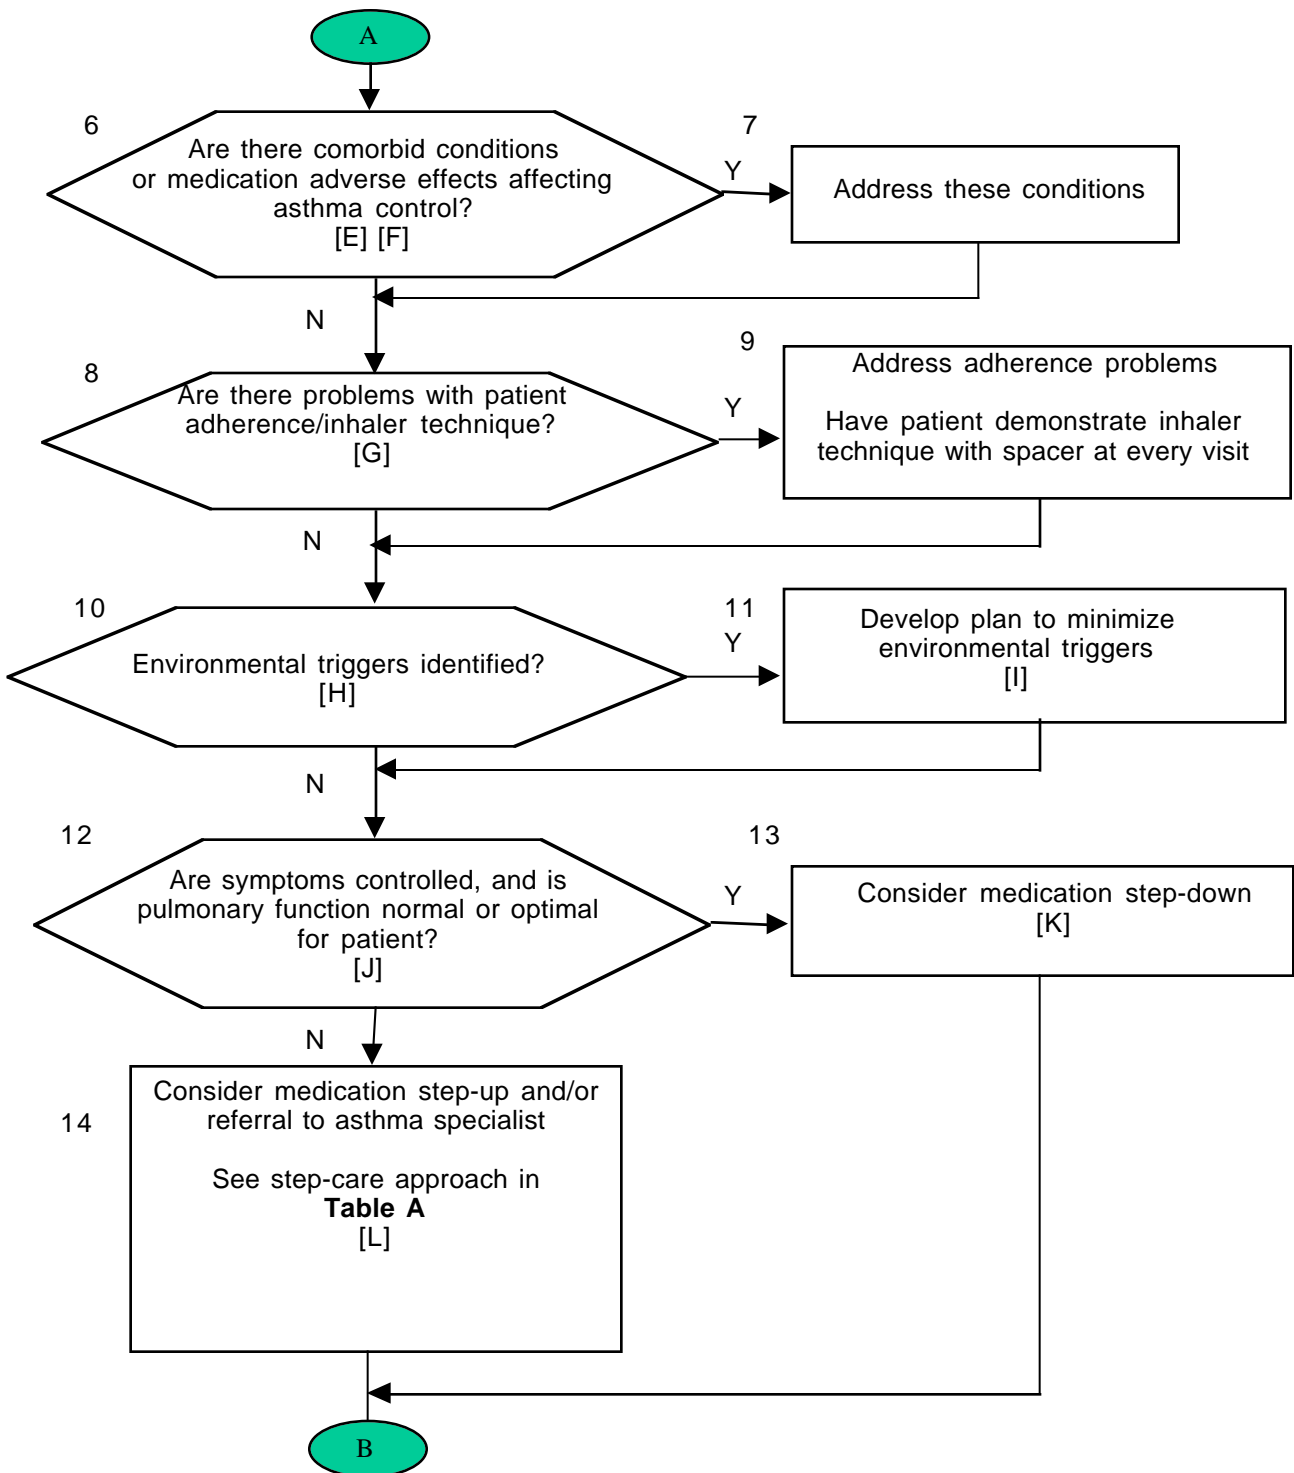 A
6
Are there comorbid conditions
or medication adverse effects affecting
asthma control?
[E] [F]
Y
7
Address these conditions
N
8
Are there problems with patient
adherence/inhaler technique?
[G]
Y
9
Address adherence problems
Have patient demonstrate inhaler
technique with spacer at every visit
N
10
Environmental triggers identified?
[H]
Y
11
Develop plan to minimize
environmental triggers
[I]
N
12
Are symptoms controlled, and is
pulmonary function normal or optimal
for patient?
[J]
Y
13
Consider medication step-down
[K]
N
14
Consider medication step-up and/or
referral to asthma specialist
See step-care approach in
Table A
[L]
B